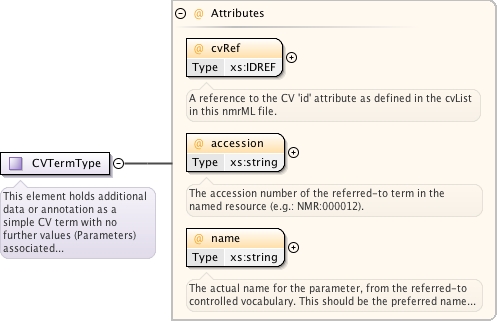 @ Attributes
@ cvRef
Type xs:IDREF
A reference to the CV 'id' attribute as defined in the cvList
in this nmrML file.
@ accession
Type xs:string
The accession number of the referred-to term in the
named resource (e.g.: NMR:000012).
@ name
Type xs:string
The actual name for the parameter, from the referred-to
controlled vocabulary. This should be the preferred name...
CVTermType
This element holds additional
data or annotation as a
simple CV term with no
further values (Parameters)
associated...